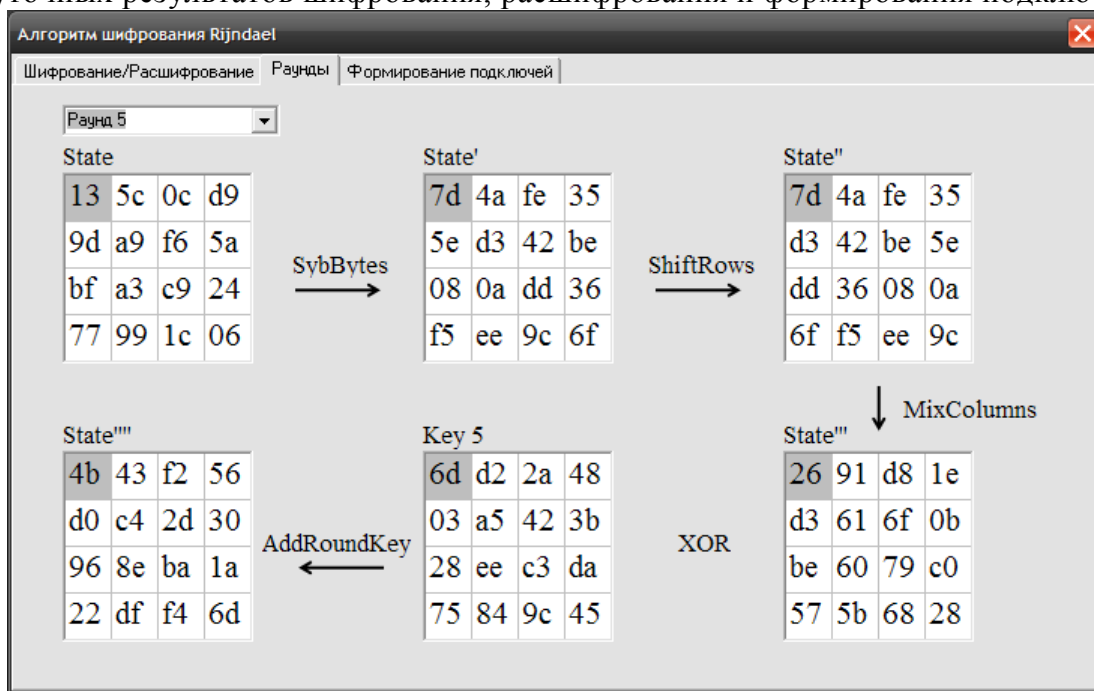 уточных результатов шифрования, расшифрования и формирования подклю
Алгоритм шифрования Rijndael
Шифрование/Расшифрование Раунды Формирование подключей
Раунд 5
State State' State''
13 5c 0c d9 7d 4a fe 35 7d 4a fe 35
9d a9 f6 5a 5e d3 42 be d3 42 be 5e
SybBytes ShiftRows
bf a3 c9 24 08 0a dd 36 dd 36 08 0a
77 99 1c 06 f5 ee 9c 6f 6f f5 ee 9c
MixColumns
State'''' Key 5 State'''
4b 43 f2 56 6d d2 2a 48 26 91 d8 1e
d0 c4 2d 30 03 a5 42 3b d3 61 6f 0b
AddRoundKey XOR
96 8e ba 1a 28 ee c3 da be 60 79 c0
22 df f4 6d 75 84 9c 45 57 5b 68 28